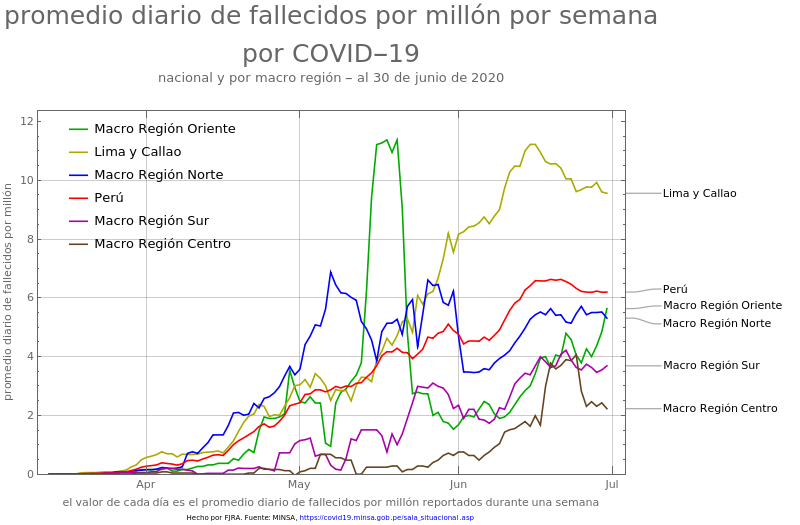 promedio diario de fallecidos por millón por semana
por COVID–19
nacional y por macro región – al 30 de junio de 2020
promedio diario de fallecidos por millón
12
10
8
6
4
2
0
Macro Región Oriente
Lima y Callao
Macro Región Norte
Perú
Macro Región Sur
Macro Región Centro
Lima y Callao
Perú
Macro Región Oriente
Macro Región Norte
Macro Región Sur
Macro Región Centro
Apr May Jun Jul
el valor de cada día es el promedio diario de fallecidos por millón reportados durante una semana
Hecho por FJRA. Fuente: MINSA, https://covid19.minsa.gob.pe/sala_situacional.asp